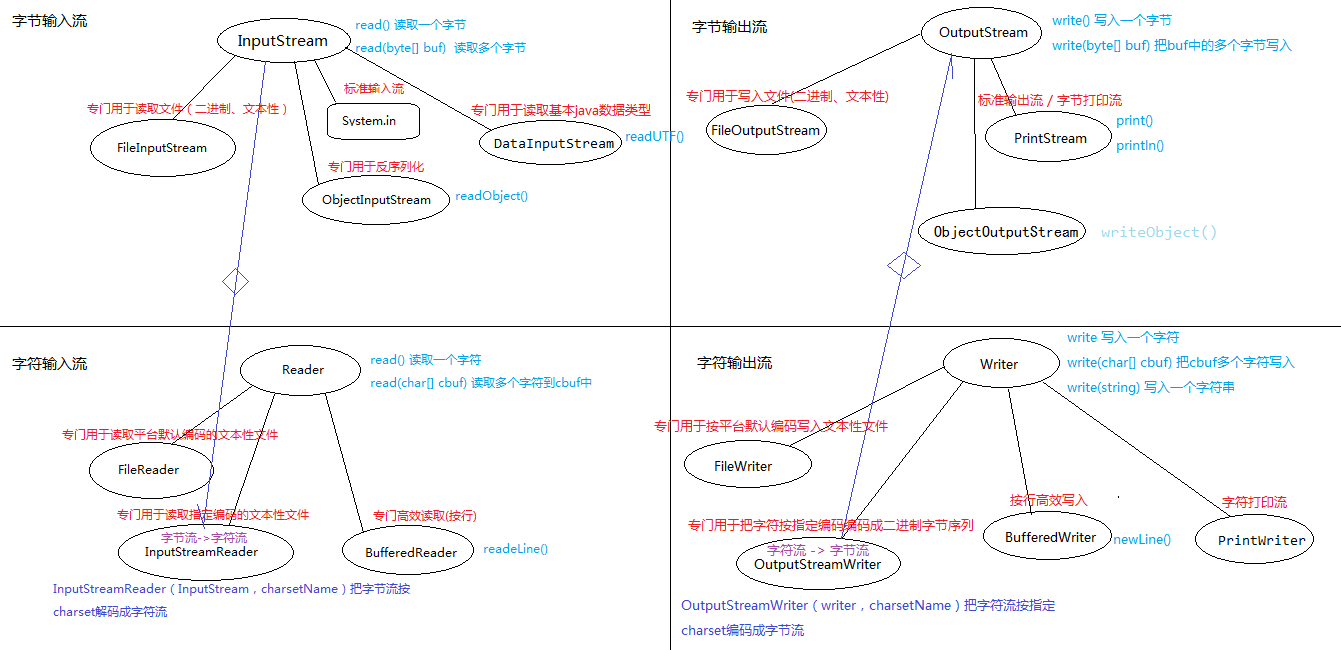 字节输入流
InputStream
read() 读取一个字节
read(byte[] buf)  读取多个字节
标准输入流
专门用于读取文件（二进制、文本性）
System.in
专门用于读取基本java数据类型
FileInputStream
DataInputStream
readUTF()
专门用于反序列化
ObjectInputStream
readObject()
字节输出流
OutputStream
write() 写入一个字节
write(byte[] buf) 把buf中的多个字节写入
专门用于写入文件(二进制、文本性)
标准输出流 / 字节打印流
FileOutputStream
PrintStream
print()
println()
ObjectOutputStream
writeObject()
字符输入流
Reader
read() 读取一个字符
read(char[] cbuf) 读取多个字符到cbuf中
专门用于读取平台默认编码的文本性文件
FileReader
专门用于读取指定编码的文本性文件
专门高效读取(按行)
字节流->字符流
InputStreamReader
BufferedReader
readeLine()
InputStreamReader（InputStream，charsetName）把字节流按
charset解码成字符流
字符输出流
Writer
write 写入一个字符
write(char[] cbuf) 把cbuf多个字符写入
write(string) 写入一个字符串
专门用于按平台默认编码写入文本性文件
FileWriter
按行高效写入
字符打印流
专门用于把字符按指定编码编码成二进制字节序列
字符流 -> 字节流
OutputStreamWriter
BufferedWriter
newLine()
PrintWriter
OutputStreamWriter（writer，charsetName）把字符流按指定
charset编码成字节流